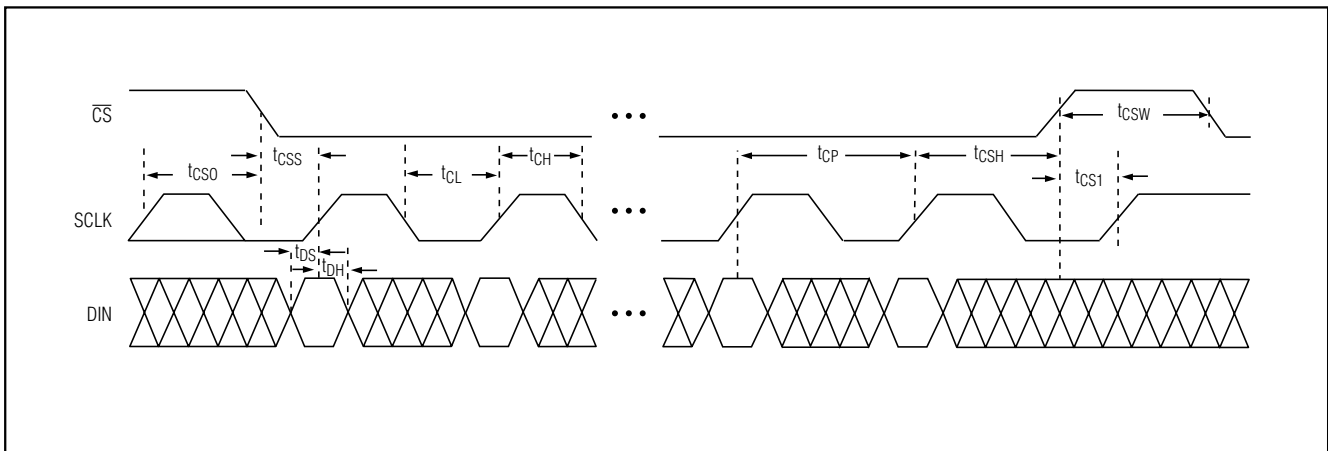 CS
tCSW
tCSS
tCH
tCSO
tCL
tCP
tCSH
tCS1
SCLK
tDS
tDH
DIN